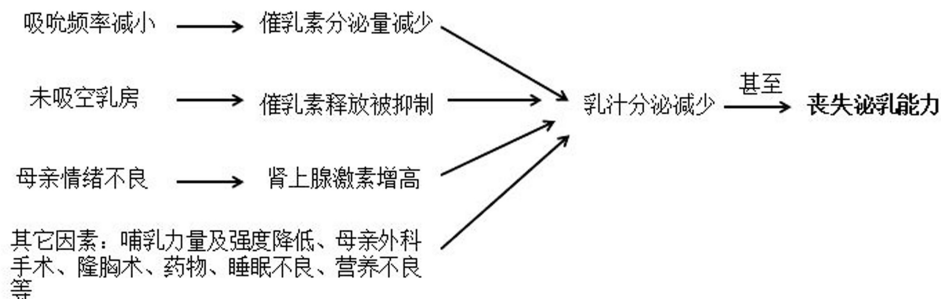 吸吮频率减小
催乳素分泌量减少
未吸空乳房
催乳素释放被抑制
乳汁分泌减少
甚至
丧失泌乳能力
母亲情绪不良
肾上腺激素增高
其它因素：哺乳力量及强度降低、母亲外科
手术、隆胸术、药物、睡眠不良、营养不良
等